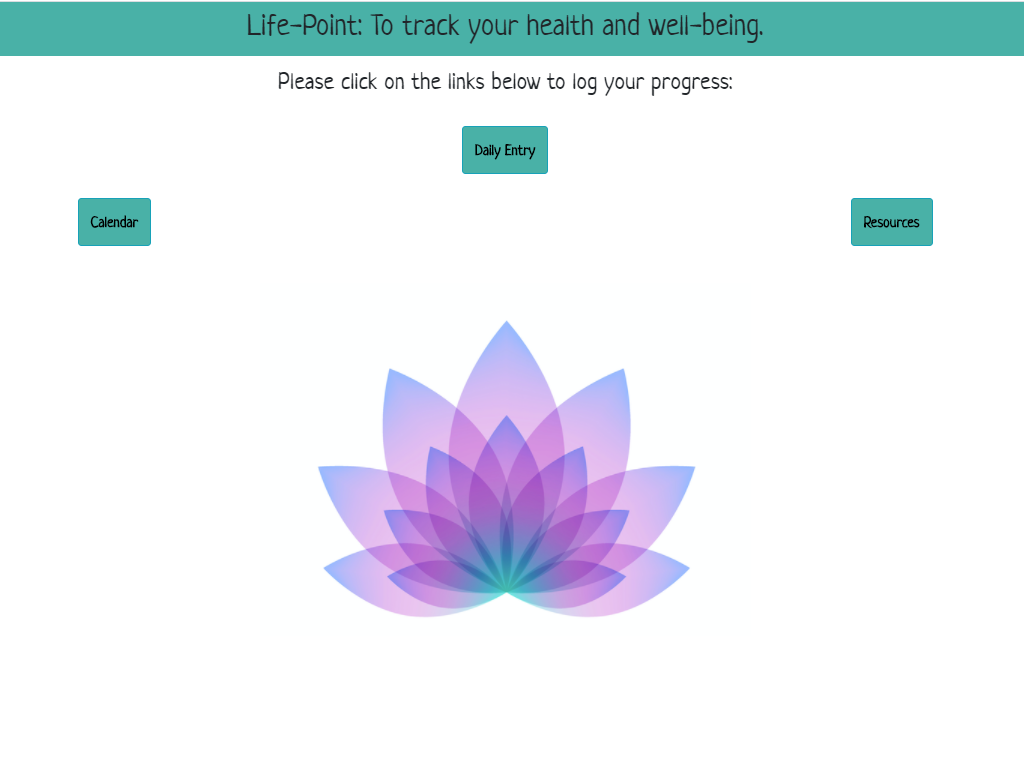 Life-Point: To track your health and well-being.
Please click on the links below to log your progress:
Daily Entry
Calendar
Resources